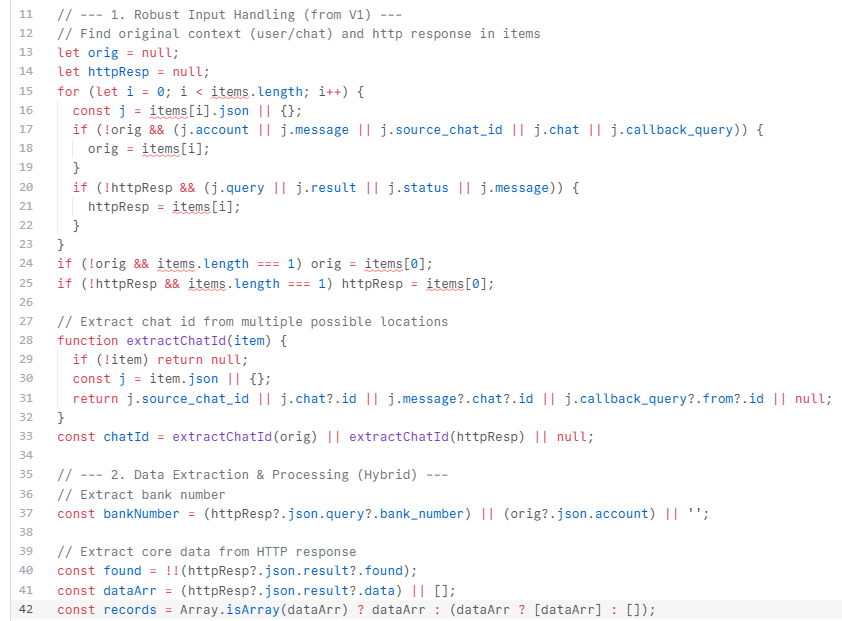 11 // --- 1. Robust Input Handling (from V1) ---
12 // Find original context (user/chat) and http response in items
13 let orig = null;
14 let httpResp = null;
15 for (let i = 0; i < items.length; i++) {
16   const j = items[i].json || {};
17   if (!orig && (j.account || j.message || j.source_chat_id || j.chat || j.callback_query)) {
18     orig = items[i];
19   }
20   if (!httpResp && (j.query || j.result || j.status || j.message)) {
21     httpResp = items[i];
22   }
23 }
24 if (!orig && items.length === 1) orig = items[0];
25 if (!httpResp && items.length === 1) httpResp = items[0];
26
27 // Extract chat id from multiple possible locations
28 function extractChatId(item) {
29   if (!item) return null;
30   const j = item.json || {};
31   return j.source_chat_id || j.chat?.id || j.message?.chat?.id || j.callback_query?.from?.id || null;
32 }
33 const chatId = extractChatId(orig) || extractChatId(httpResp) || null;
34
35 // --- 2. Data Extraction & Processing (Hybrid) ---
36 // Extract bank number
37 const bankNumber = (httpResp?.json.query?.bank_number) || (orig?.json.account) || '';
38
39 // Extract core data from HTTP response
40 const found = !!(httpResp?.json.result?.found);
41 const dataArr = (httpResp?.json.result?.data) || [];
42 const records = Array.isArray(dataArr) ? dataArr : (dataArr ? [dataArr] : []);